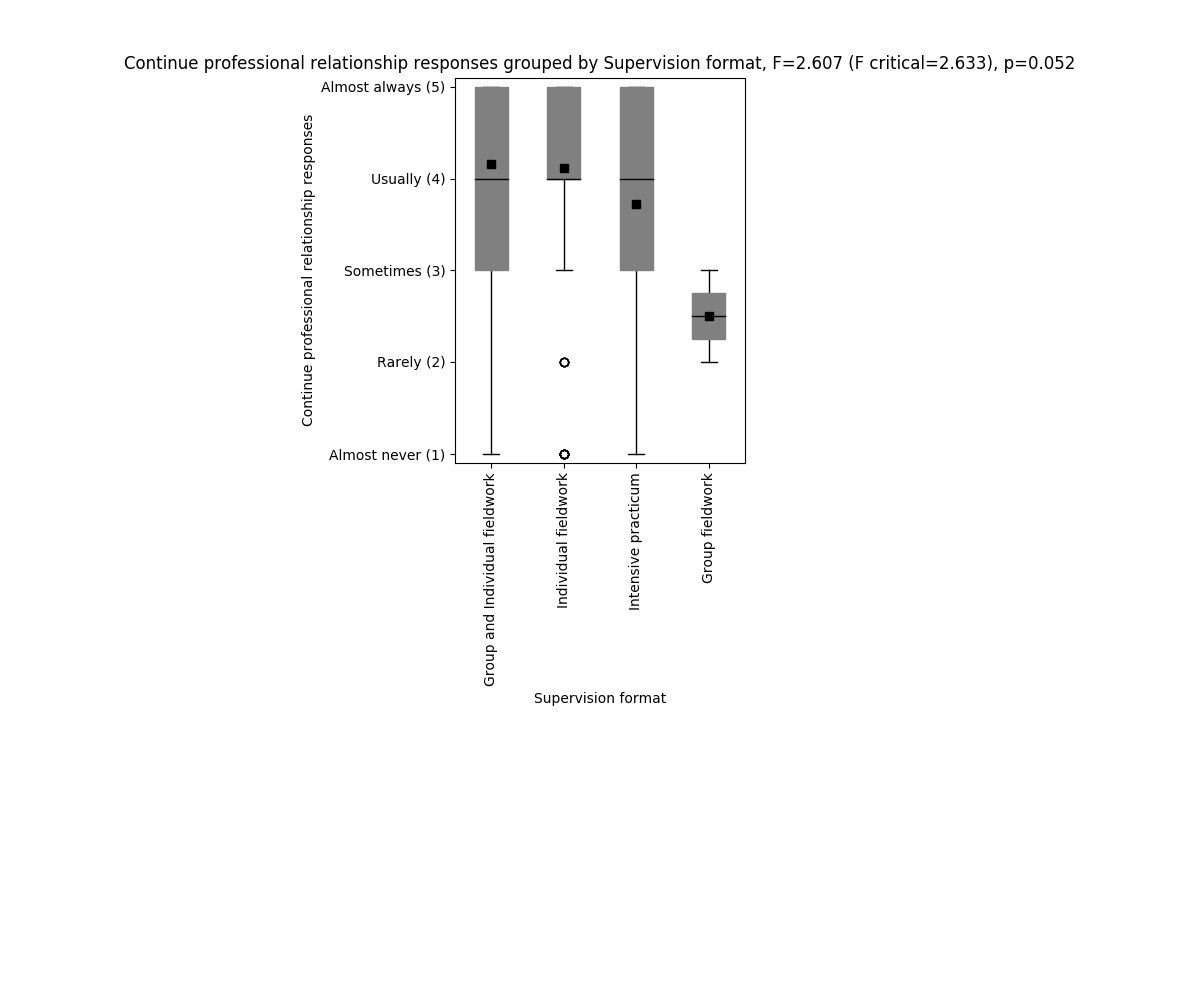 Continue professional relationship responses grouped by Supervision format, F=2.607 (F critical=2.633), p=0.052
Continue professional relationship responses
Almost always (5)
Usually (4)
Sometimes (3)
Rarely (2)
Almost never (1)
Group and Individual fieldwork
Individual fieldwork
Intensive practicum
Group fieldwork
Supervision format